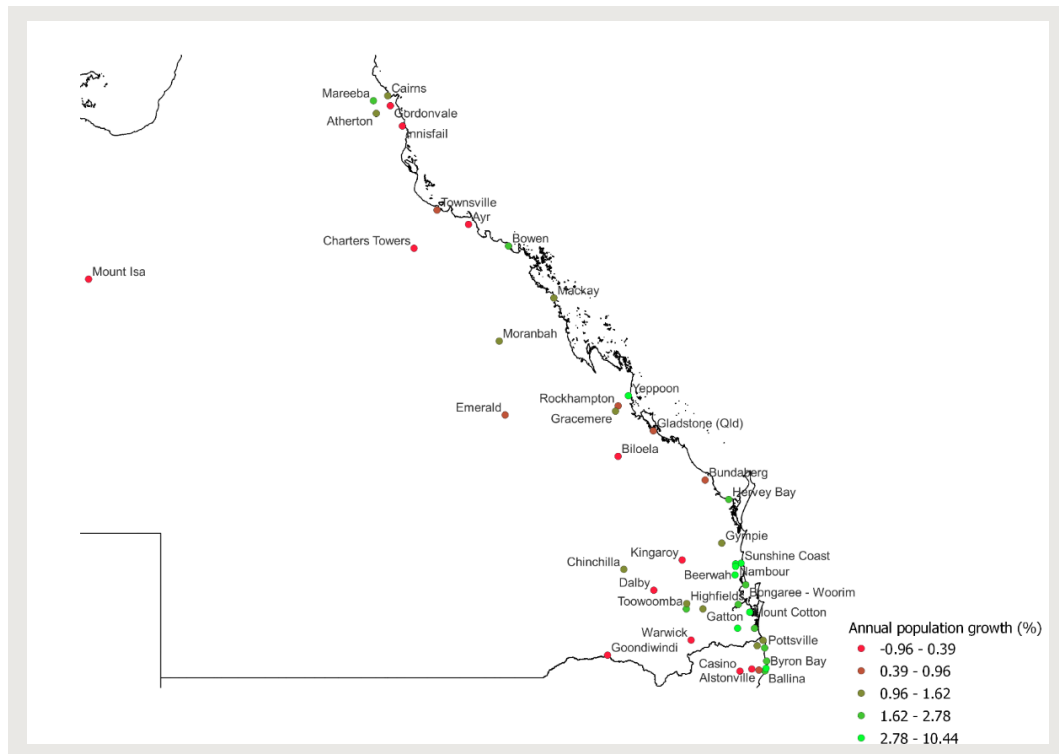 Cairns
Mareeba
Gordonvale
Atherton
Innisfail
Townsville
Ayr
Charters Towers
Bowen
Mount Isa
Mackay
Moranbah
Yeppoon
Rockhampton
Emerald
Gracemere
Gladstone (Qld)
Biloela
Bundaberg
Hervey Bay
Gympie
Kingaroy
Sunshine Coast
Chinchilla
Nambour
Beerwah
Dalby
Bongaree - Woorim
Highfields
Toowoomba
Mount Cotton
Gatton
Warwick
Pottsville
Goondiwindi
Byron Bay
Casino
Alstonville
Ballina
Annual population growth (%)
-0.96 - 0.39
0.39 - 0.96
0.96 - 1.62
1.62 - 2.78
2.78 - 10.44